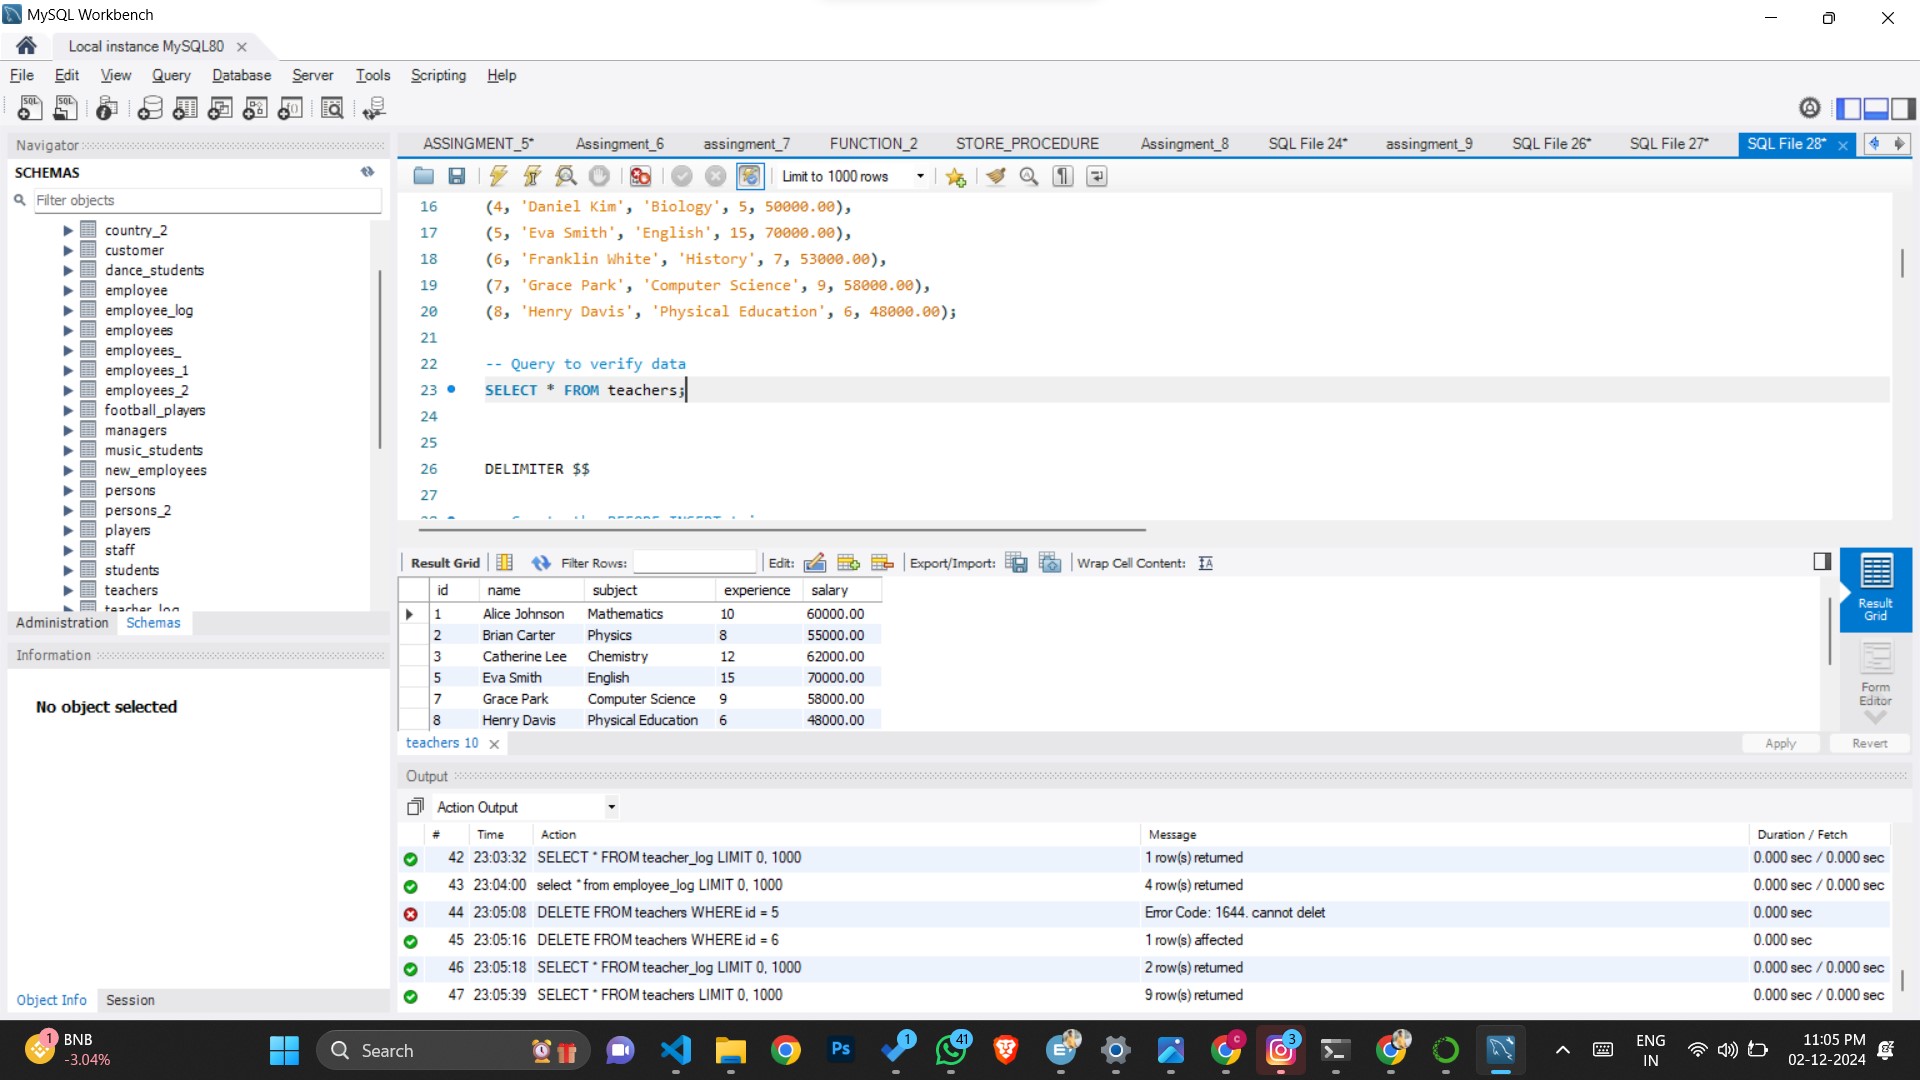 MySQL Workbench
Local instance MySQL80
File Edit View Query Database Server Tools Scripting Help
Navigator
SCHEMAS
Filter objects
country_2
customer
dance_students
employee
employee_log
employees
employees_
employees_1
employees_2
football_players
managers
music_students
new_employees
persons
persons_2
players
staff
students
teachers
teacher_log
Administration Schemas
Information
No object selected
Object Info Session
ASSINGMENT_5* Assingment_6 assingment_7 FUNCTION_2 STORE_PROCEDURE Assingment_8 SQL File 24* assingment_9 SQL File 26* SQL File 27* SQL File 28*
Limit to 1000 rows
16 (4, 'Daniel Kim', 'Biology', 5, 50000.00),
17 (5, 'Eva Smith', 'English', 15, 70000.00),
18 (6, 'Franklin White', 'History', 7, 53000.00),
19 (7, 'Grace Park', 'Computer Science', 9, 58000.00),
20 (8, 'Henry Davis', 'Physical Education', 6, 48000.00);
21
22 -- Query to verify data
23 SELECT * FROM teachers;
24
25
26 DELIMITER $$
27
Result Grid Filter Rows: Edit: Export/Import: Wrap Cell Content:
id name subject experience salary
1 Alice Johnson Mathematics 10 60000.00
2 Brian Carter Physics 8 55000.00
3 Catherine Lee Chemistry 12 62000.00
5 Eva Smith English 15 70000.00
7 Grace Park Computer Science 9 58000.00
8 Henry Davis Physical Education 6 48000.00
Result
Grid
Form
Editor
teachers 10
Apply Revert
Output
Action Output
# Time Action Message Duration / Fetch
42 23:03:32 SELECT * FROM teacher_log LIMIT 0, 1000 1 row(s) returned 0.000 sec / 0.000 sec
43 23:04:00 select * from employee_log LIMIT 0, 1000 4 row(s) returned 0.000 sec / 0.000 sec
44 23:05:08 DELETE FROM teachers WHERE id = 5 Error Code: 1644. cannot delet 0.000 sec
45 23:05:16 DELETE FROM teachers WHERE id = 6 1 row(s) affected 0.000 sec
46 23:05:18 SELECT * FROM teacher_log LIMIT 0, 1000 2 row(s) returned 0.000 sec / 0.000 sec
47 23:05:39 SELECT * FROM teachers LIMIT 0, 1000 9 row(s) returned 0.000 sec / 0.000 sec
1 BNB
-3.04%
Search
Ps
1
41
C
3
ENG
IN
11:05 PM
02-12-2024